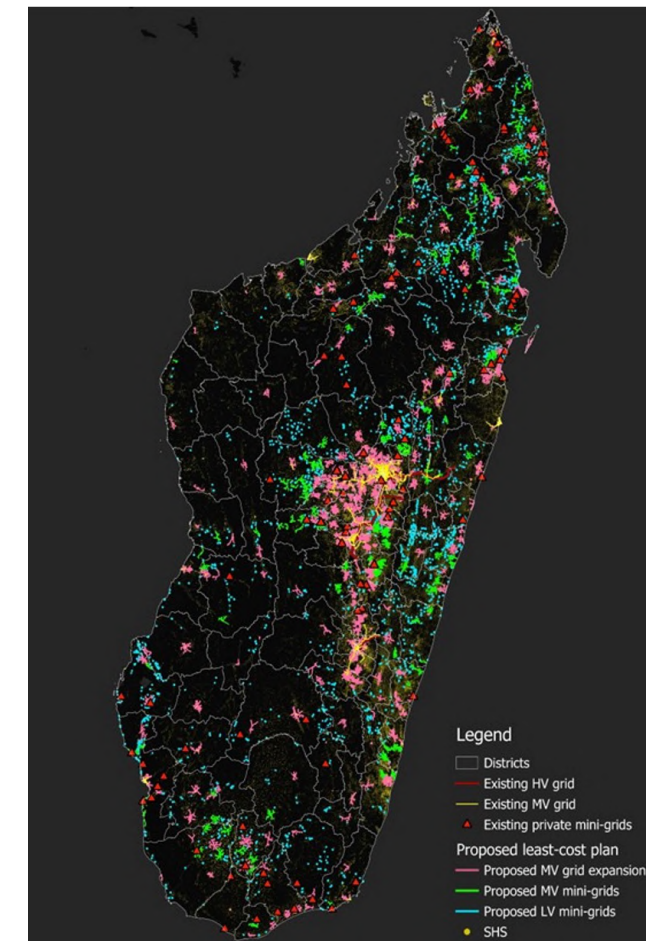 Legend
Districts
Existing HV grid
Existing MV grid
Existing private mini-grids
Proposed least-cost plan
Proposed MV grid expansion
Proposed MV mini-grids
Proposed LV mini-grids
SHS